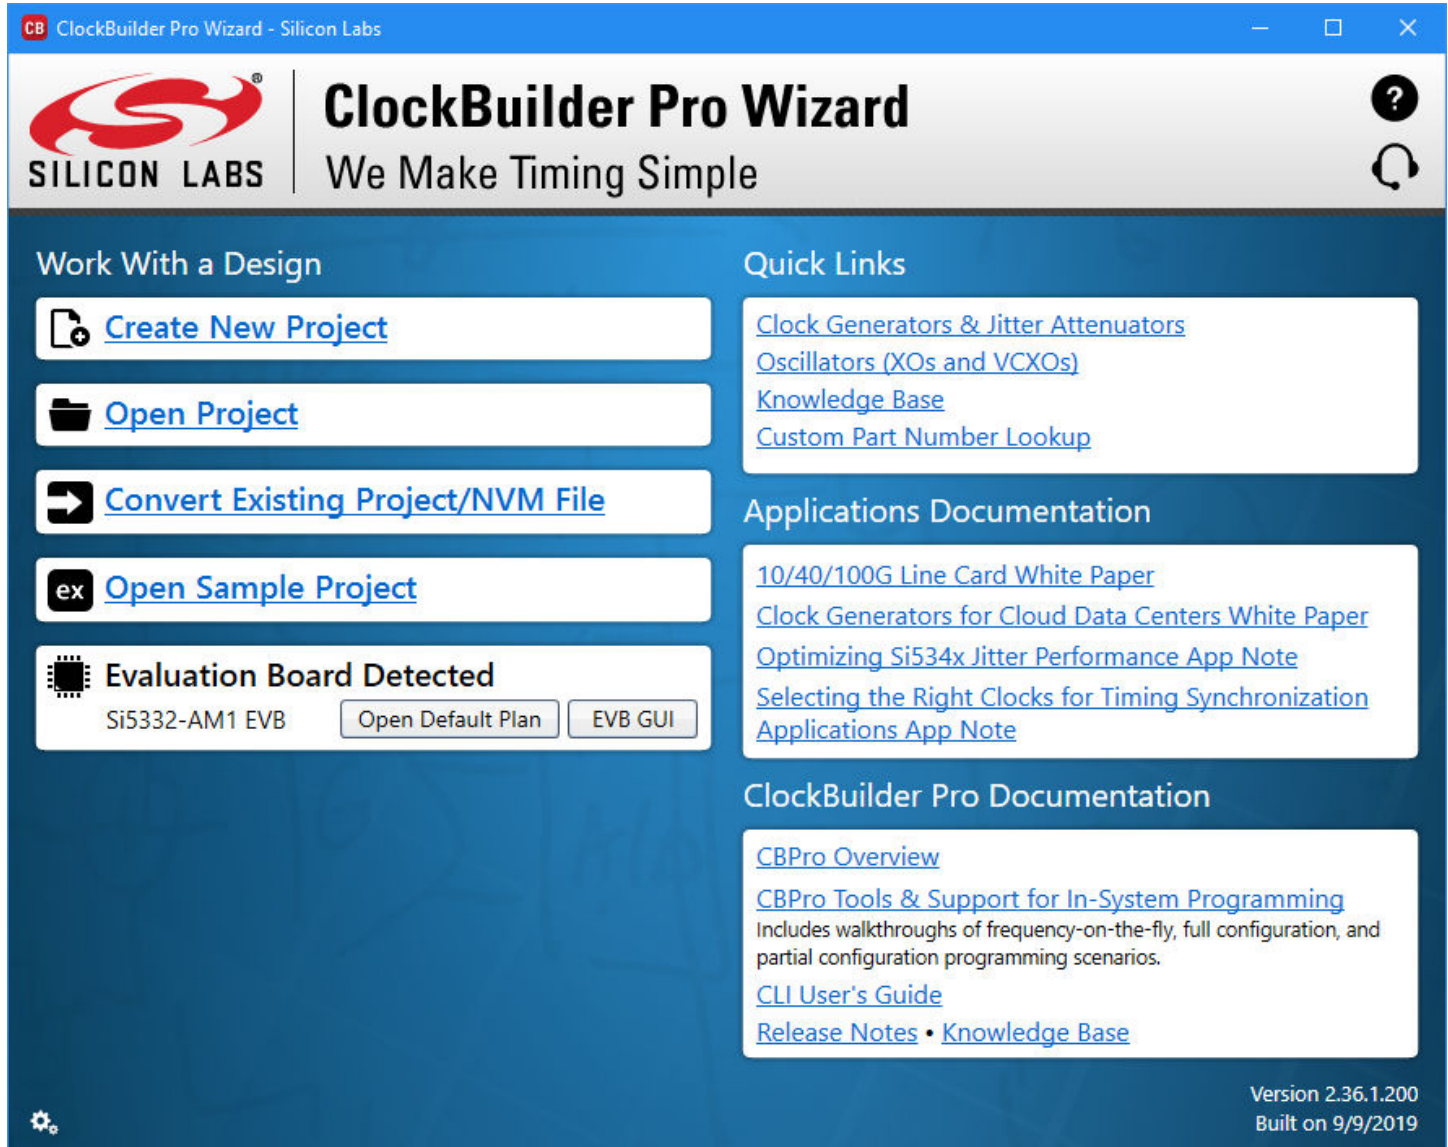 CB ClockBuilder Pro Wizard - Silicon Labs
SILICON LABS
®
ClockBuilder Pro Wizard
We Make Timing Simple
?
Work With a Design
Create New Project
Open Project
Convert Existing Project/NVM File
ex Open Sample Project
Evaluation Board Detected
Si5332-AM1 EVB Open Default Plan EVB GUI
Quick Links
Clock Generators & Jitter Attenuators
Oscillators (XOs and VCXOs)
Knowledge Base
Custom Part Number Lookup
Applications Documentation
10/40/100G Line Card White Paper
Clock Generators for Cloud Data Centers White Paper
Optimizing Si534x Jitter Performance App Note
Selecting the Right Clocks for Timing Synchronization
Applications App Note
ClockBuilder Pro Documentation
CBPro Overview
CBPro Tools & Support for In-System Programming
Includes walkthroughs of frequency-on-the-fly, full configuration, and
partial configuration programming scenarios.
CLI User's Guide
Release Notes • Knowledge Base
Version 2.36.1.200
Built on 9/9/2019